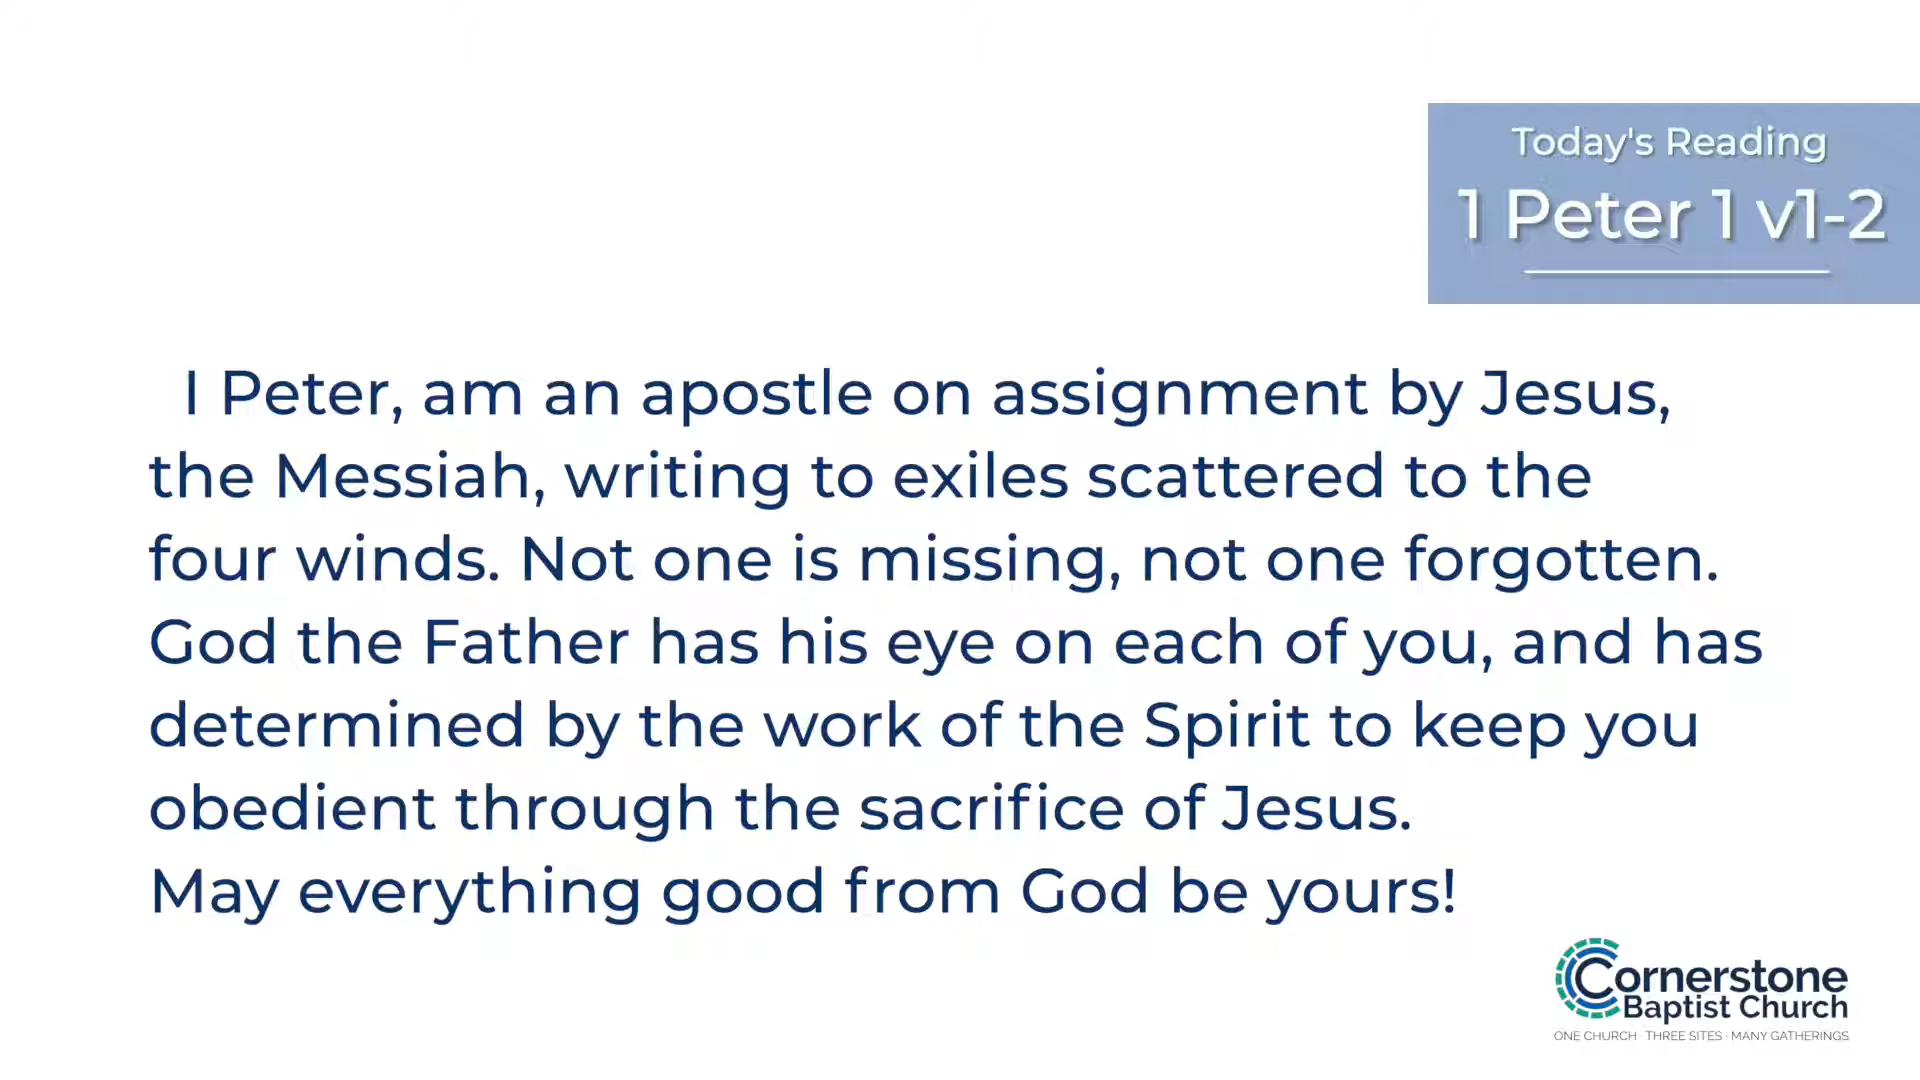 Today's Reading
1 Peter 1 v1-2
I Peter, am an apostle on assignment by Jesus,
the Messiah, writing to exiles scattered to the
four winds. Not one is missing, not one forgotten.
God the Father has his eye on each of you, and has
determined by the work of the Spirit to keep you
obedient through the sacrifice of Jesus.
May everything good from God be yours!
Cornerstone
Baptist Church
ONE CHURCH · THREE SITES · MANY GATHERINGS